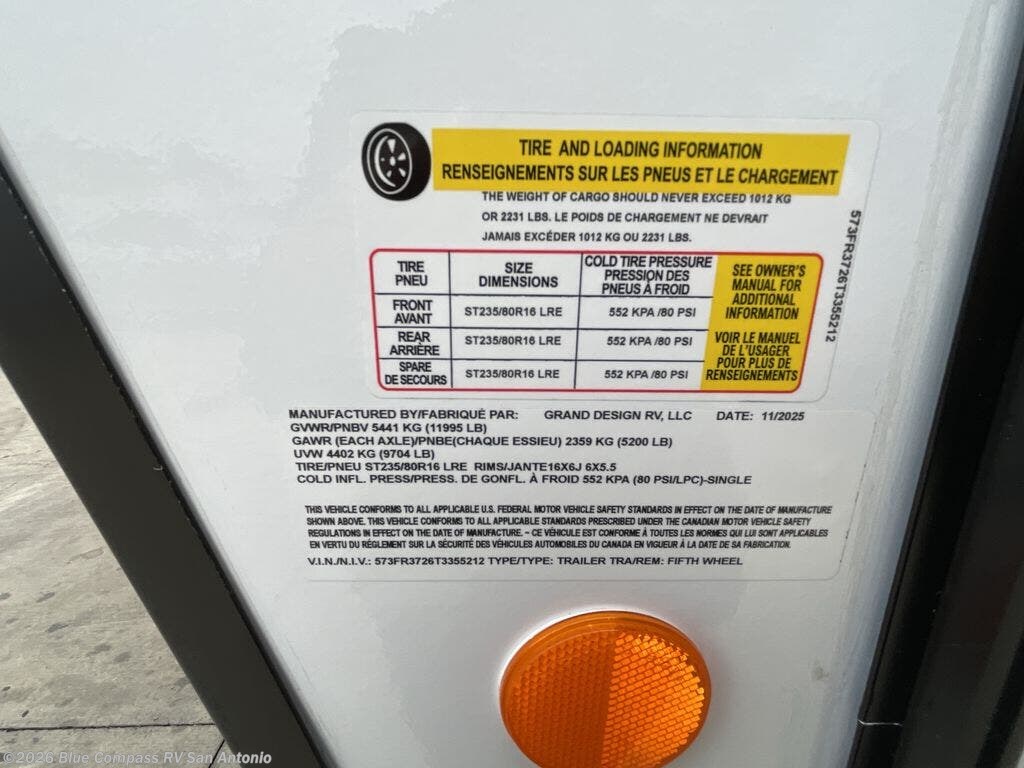 TIRE AND LOADING INFORMATION
RENSEIGNEMENTS SUR LES PNEUS ET LE CHARGEMENT
THE WEIGHT OF CARGO SHOULD NEVER EXCEED 1012 KG
OR 2231 LBS. LE POIDS DE CHARGEMENT NE DEVRAIT
JAMAIS EXCÉDER 1012 KG OU 2231 LBS.
TIRE
PNEU
SIZE
DIMENSIONS
COLD TIRE PRESSURE
PRESSION DES
PNEUS À FROID
FRONT
AVANT
ST235/80R16 LRE
552 KPA /80 PSI
REAR
ARRIÈRE
ST235/80R16 LRE
552 KPA /80 PSI
SPARE
DE SECOURS
ST235/80R16 LRE
552 KPA /80 PSI
SEE OWNER'S
MANUAL FOR
ADDITIONAL
INFORMATION
VOIR LE MANUEL
DE L'USAGER
POUR PLUS DE
RENSEIGNEMENTS
573FR3726T3355212
MANUFACTURED BY/FABRIQUÉ PAR: GRAND DESIGN RV, LLC DATE: 11/2025
GVWR/PNBV 5441 KG (11995 LB)
GAWR (EACH AXLE)/PNBE(CHAQUE ESSIEU) 2359 KG (5200 LB)
UVW 4402 KG (9704 LB)
TIRE/PNEU ST235/80R16 LRE RIMS/JANTE16X6J 6X5.5
COLD INFL. PRESS/PRESS. DE GONFL. À FROID 552 KPA (80 PSI/LPC)-SINGLE
THIS VEHICLE CONFORMS TO ALL APPLICABLE U.S. FEDERAL MOTOR VEHICLE SAFETY STANDARDS IN EFFECT ON THE DATE OF MANUFACTURE
SHOWN ABOVE. THIS VEHICLE CONFORMS TO ALL APPLICABLE STANDARDS PRESCRIBED UNDER THE CANADIAN MOTOR VEHICLE SAFETY
REGULATIONS IN EFFECT ON THE DATE OF MANUFACTURE. – CE VÉHICULE EST CONFORME À TOUTES LES NORMES QUI LUI SONT APPLICABLES
EN VERTU DU RÉGLEMENT SUR LA SÉCURITÉ DES VÉHICULES AUTOMOBILES DU CANADA EN VIGUEUR À LA DATE DE SA FABRICATION.
V.I.N./N.I.V.: 573FR3726T3355212 TYPE/TYPE: TRAILER TRA/REM: FIFTH WHEEL
©2026 Blue Compass RV San Antonio